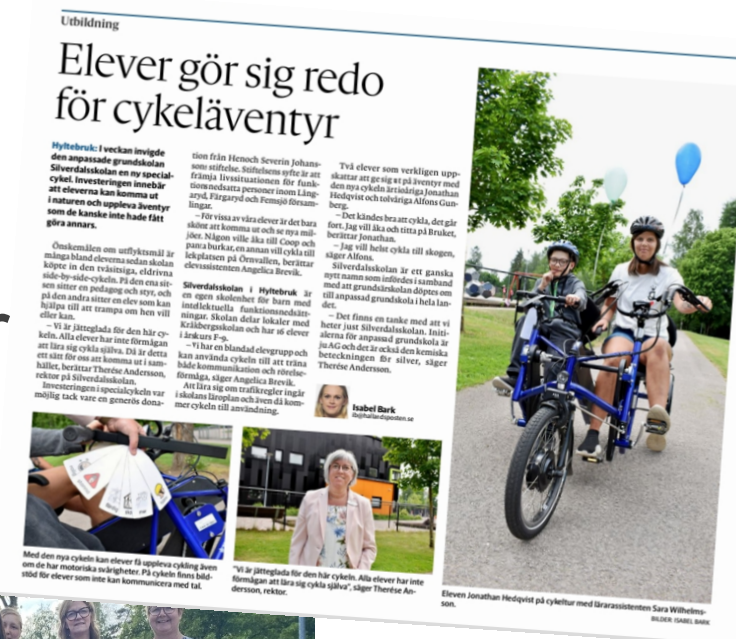 Utbildning
Elever gör sig redo
för cykeläventyr
Hyltebruk: I veckan invigde
den anpassade grundskolan
Silverdalsskolan en ny special-
cykel. Investeringen innebär
att eleverna kan komma ut
i naturen och uppleva äventyr
som de kanske inte hade fått
göra annars.
Önskemålen om utflyktsmål är
många bland eleverna sedan skolan
köpte in den tvåsitsiga, eldrivna
side-by-side-cykeln. På den ena sit-
sen sitter en pedagog och styr, och
på den andra sitter en elev som kan
hjälpa till att trampa om hen vill
eller kan.
– Vi är jätteglada för den här cy-
keln. Alla elever har inte förmågan
att lära sig cykla själva. Då är detta
ett sätt för oss att komma ut i sam-
hället, berättar Therése Andersson,
rektor på Silverdalsskolan.
Investeringen i specialcykeln var
möjlig tack vare en generös dona-
tion från Henoch Severin Johans-
sons stiftelse. Stiftelsens syfte är att
främja livssituationen för funk-
tionsnedsatta personer inom Lång-
aryd, Färgaryd och Femsjö försam-
lingar.
– För vissa av våra elever är det bara
skönt att komma ut och se nya mil-
jöer. Någon ville åka till Coop och
panta burkar, en annan vill cykla till
lekplatsen på Örnvallen, berättar
elevassistenten Angelica Brevik.
Silverdalsskolan i Hyltebruk är
en egen skolenhet för barn med
intellektuella funktionsnedsätt-
ningar. Skolan delar lokaler med
Kråkbergsskolan och har 16 elever
i årskurs F–9.
– Vi har en blandad elevgrupp och
kan använda cykeln till att träna
både kommunikation och rörelse-
förmåga, säger Angelica Brevik.
Att lära sig om trafikregler ingår
i skolans läroplan och även då kom-
mer cykeln till användning.
Två elever som verkligen upp-
skattar att ge sig ut på äventyr med
den nya cykeln är tioåriga Jonathan
Hedqvist och tolvåriga Alfons Gun-
berg.
– Det kändes bra att cykla, det går
fort. Jag vill åka och titta på Bruket,
berättar Jonathan.
– Jag vill helst cykla till skogen,
säger Alfons.
Silverdalsskolan är ett ganska
nytt namn som infördes i samband
med att grundsärskolan döptes om
till anpassad grundskola i hela lan-
det.
– Det finns en tanke med att vi
heter just Silverdalsskolan. Initi-
alerna för anpassad grundskola är
ju AG och det är också den kemiska
beteckningen för silver, säger
Therése Andersson.
Isabel Bark
ib@hallandsposten.se
Med den nya cykeln kan elever få uppleva cykling även
om de har motoriska svårigheter. På cykeln finns bild-
stöd för elever som inte kan kommunicera med tal.
"Vi är jätteglada för den här cykeln. Alla elever har inte
förmågan att lära sig cykla själva", säger Therése An-
dersson, rektor.
Eleven Jonathan Hedqvist på cykeltur med lärarassistenten Sara Wilhelms-
son.
BILDER: ISABEL BARK